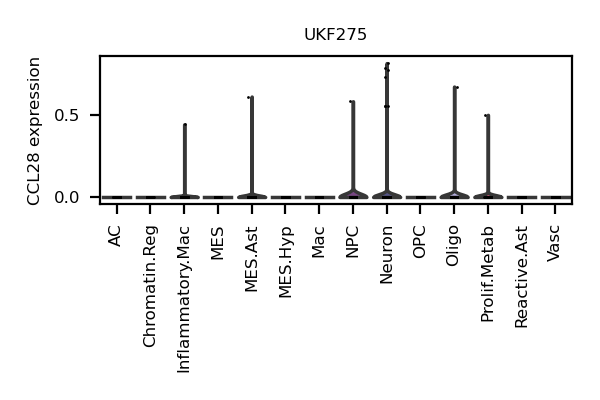 UKF275
CCL28 expression
0.5
0.0
AC
Chromatin.Reg
Inflammatory.Mac
MES
MES.Ast
MES.Hyp
Mac
NPC
Neuron
OPC
Oligo
Prolif.Metab
Reactive.Ast
Vasc